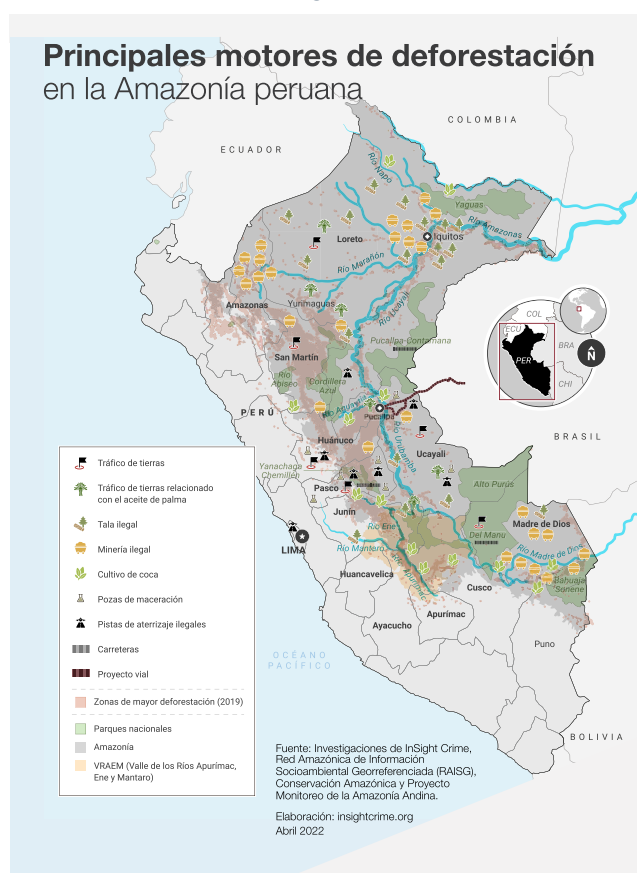 Principales motores de deforestación
en la Amazonía peruana
COLOMBIA
ECUADOR
Río Napo
Yaguas
Río Amazonas
Iquitos
Loreto
Río Marañón
Amazonas
Yurimaguas
Río Ucayali
COL
ECU
BRA
PER
CHI
N
Pucallpa-Contamana
San Martín
Río
Abiseo
Cordillera
Azul
Río Aguaytía
PERÚ
Pucallpa
BRASIL
Huánuco
Río Urubamba
Ucayali
Yanachaga
Chemillén
Pasco
Alto Purús
Junín
Río Ene
Del Manu
Madre de Dios
LIMA
Río Mantaro
Río Apurímac
Río Madre de Dios
Huancavelica
Cusco
Bahuaja
Sonene
Apurímac
Ayacucho
Puno
OCÉANO
PACÍFICO
BOLIVIA
Tráfico de tierras
Tráfico de tierras relacionado
con el aceite de palma
Tala ilegal
Minería ilegal
Cultivo de coca
Pozas de maceración
Pistas de aterrizaje ilegales
Carreteras
Proyecto vial
Zonas de mayor deforestación (2019)
Parques nacionales
Amazonía
VRAEM (Valle de los Ríos Apurímac,
Ene y Mantaro)
Fuente: Investigaciones de InSight Crime,
Red Amazónica de Información
Socioambiental Georreferenciada (RAISG),
Conservación Amazónica y Proyecto
Monitoreo de la Amazonía Andina.
Elaboración: insightcrime.org
Abril 2022